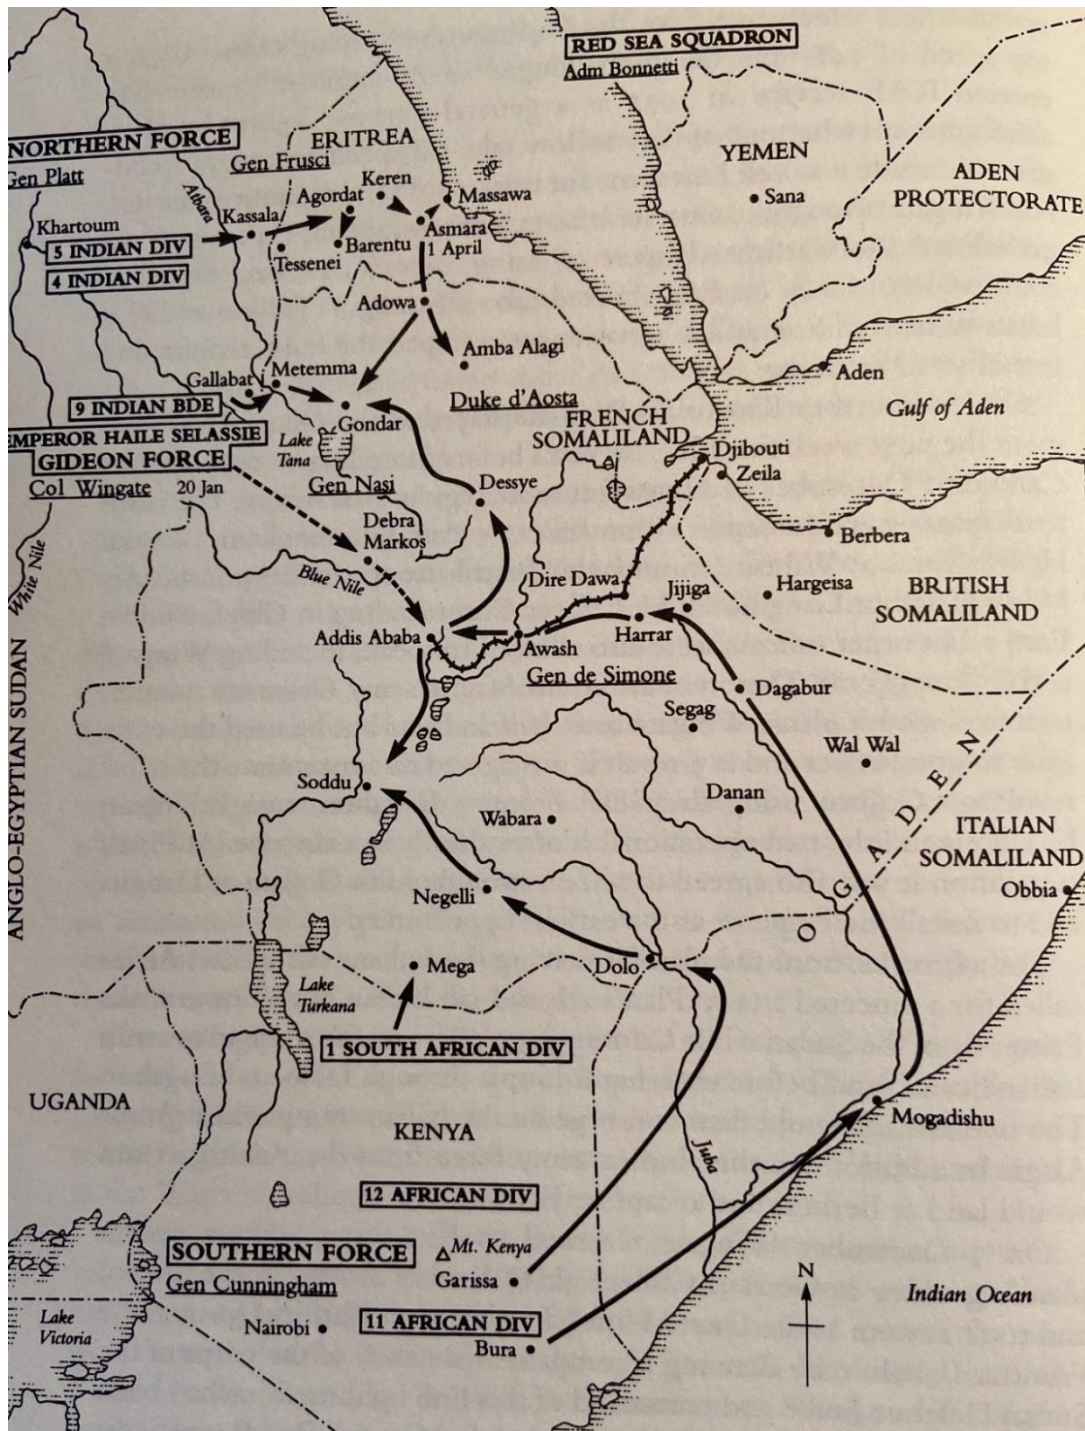 RED SEA SQUADRON
Adm Bonnetti
NORTHERN FORCE
Gen Platt
ERITREA
Gen Frusci
YEMEN
ADEN
PROTECTORATE
Sana
Keren
Agordat
Massawa
Atbara
Kassala
Khartoum
Asmara
1 April
5 INDIAN DIV
4 INDIAN DIV
Barentu
Tessenei
Adowa
Amba Alagi
Aden
Metemma
Gallabat
9 INDIAN BDE
Duke d'Aosta
Gulf of Aden
Gondar
FRENCH
SOMALILAND
EMPEROR HAILE SELASSIE
GIDEON FORCE
Col Wingate 20 Jan
Lake
Tana
Gen Nasi
Djibouti
Zeila
Dessye
Debra
Markos
Berbera
White Nile
Blue Nile
Dire Dawa
Jijiga
Hargeisa
BRITISH
SOMALILAND
Addis Ababa
Awash
Harrar
Gen de Simone
Dagabur
Segag
Wal Wal
ANGLO-EGYPTIAN SUDAN
Soddu
Danan
Wabara
OGADEN
ITALIAN
SOMALILAND
Obbia
Negelli
Dolo
Mega
Lake
Turkana
1 SOUTH AFRICAN DIV
UGANDA
KENYA
Mogadishu
Juba
12 AFRICAN DIV
SOUTHERN FORCE
Gen Cunningham
Mt. Kenya
Garissa
N
Indian Ocean
Lake
Victoria
Nairobi
11 AFRICAN DIV
Bura